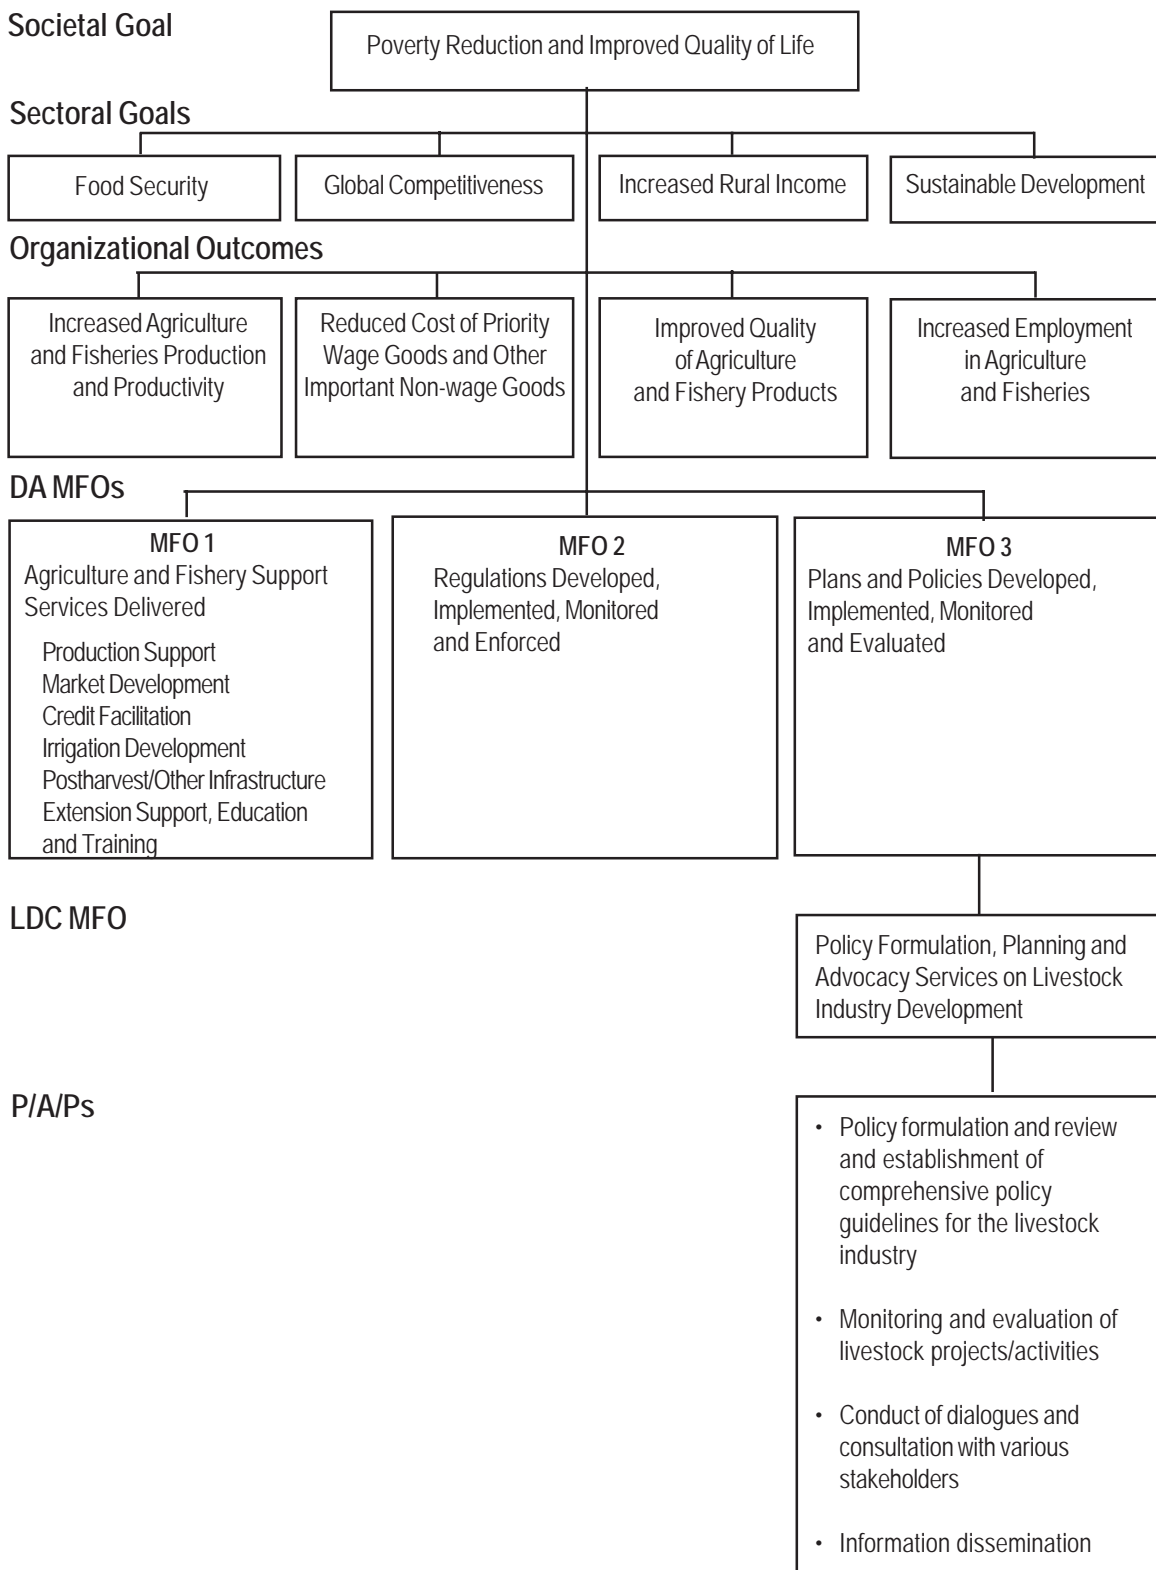 Societal Goal
Poverty Reduction and Improved Quality of Life
Sectoral Goals
Food Security
Global Competitiveness
Increased Rural Income
Sustainable Development
Organizational Outcomes
Increased Agriculture
and Fisheries Production
and Productivity
Reduced Cost of Priority
Wage Goods and Other
Important Non-wage Goods
Improved Quality
of Agriculture
and Fishery Products
Increased Employment
in Agriculture
and Fisheries
DA MFOs
MFO 1
Agriculture and Fishery Support
Services Delivered
Production Support
Market Development
Credit Facilitation
Irrigation Development
Postharvest/Other Infrastructure
Extension Support, Education
and Training
MFO 2
Regulations Developed,
Implemented, Monitored
and Enforced
MFO 3
Plans and Policies Developed,
Implemented, Monitored
and Evaluated
LDC MFO
Policy Formulation, Planning and
Advocacy Services on Livestock
Industry Development
P/A/Ps
• Policy formulation and review
and establishment of
comprehensive policy
guidelines for the livestock
industry
• Monitoring and evaluation of
livestock projects/activities
• Conduct of dialogues and
consultation with various
stakeholders
• Information dissemination